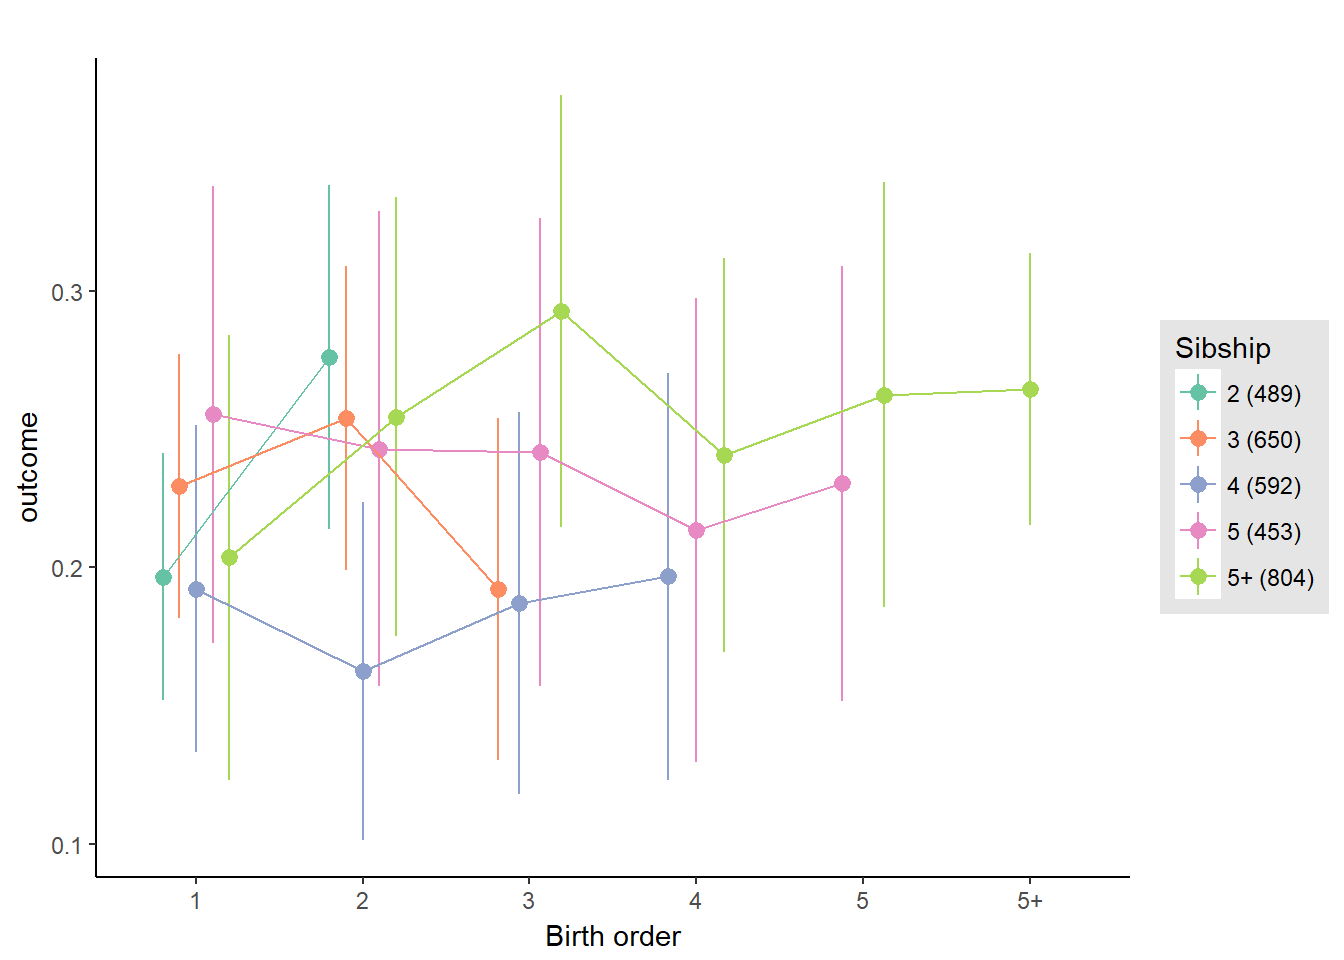 outcome
0.3
0.2
0.1
1 2 3 4 5 5+
Birth order
Sibship
2 (489)
3 (650)
4 (592)
5 (453)
5+ (804)